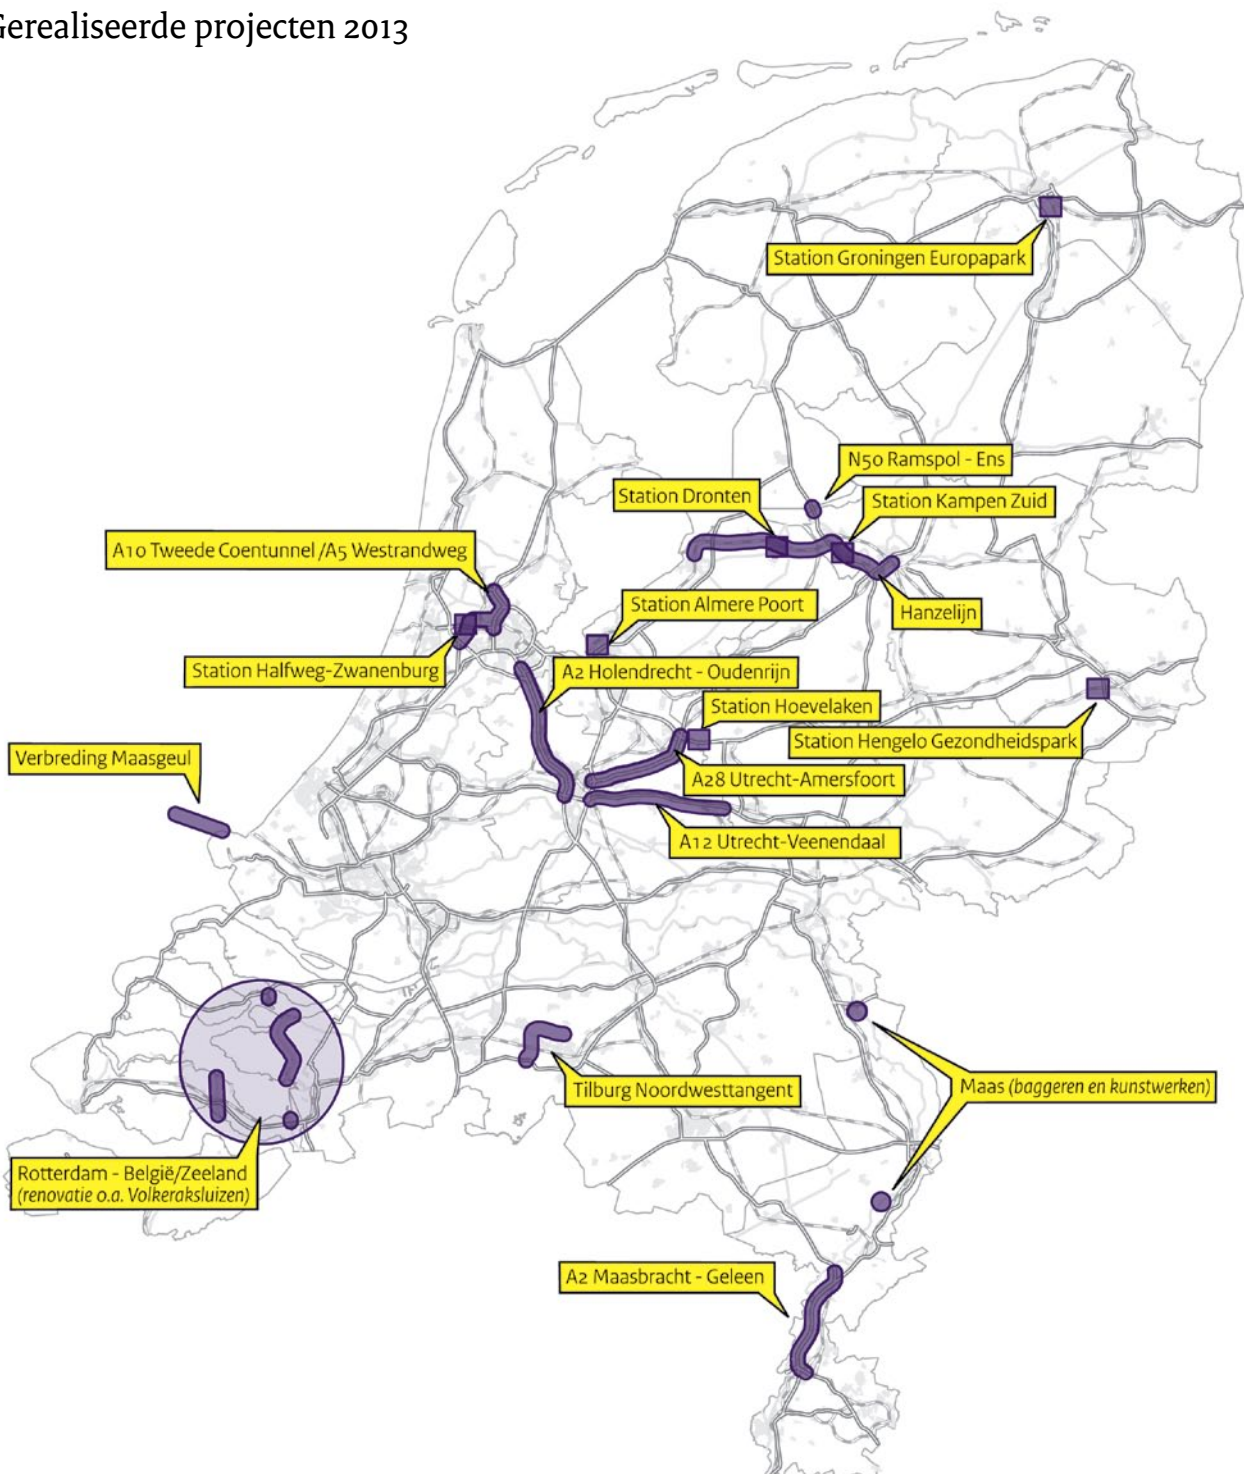 Gerealiseerde projecten 2013
Station Groningen Europapark
N50 Ramspol - Ens
Station Dronten
Station Kampen Zuid
A10 Tweede Coentunnel /A5 Westrandweg
Station Almere Poort
Hanzelijn
Station Halfweg-Zwanenburg
A2 Holendrecht - Oudenrijn
Station Hoevelaken
Station Hengelo Gezondheidspark
Verbreding Maasgeul
A28 Utrecht-Amersfoort
A12 Utrecht-Veenendaal
Tilburg Noordwesttangent
Maas (baggeren en kunstwerken)
Rotterdam - België/Zeeland
(renovatie o.a. Volkeraksluizen)
A2 Maasbracht - Geleen